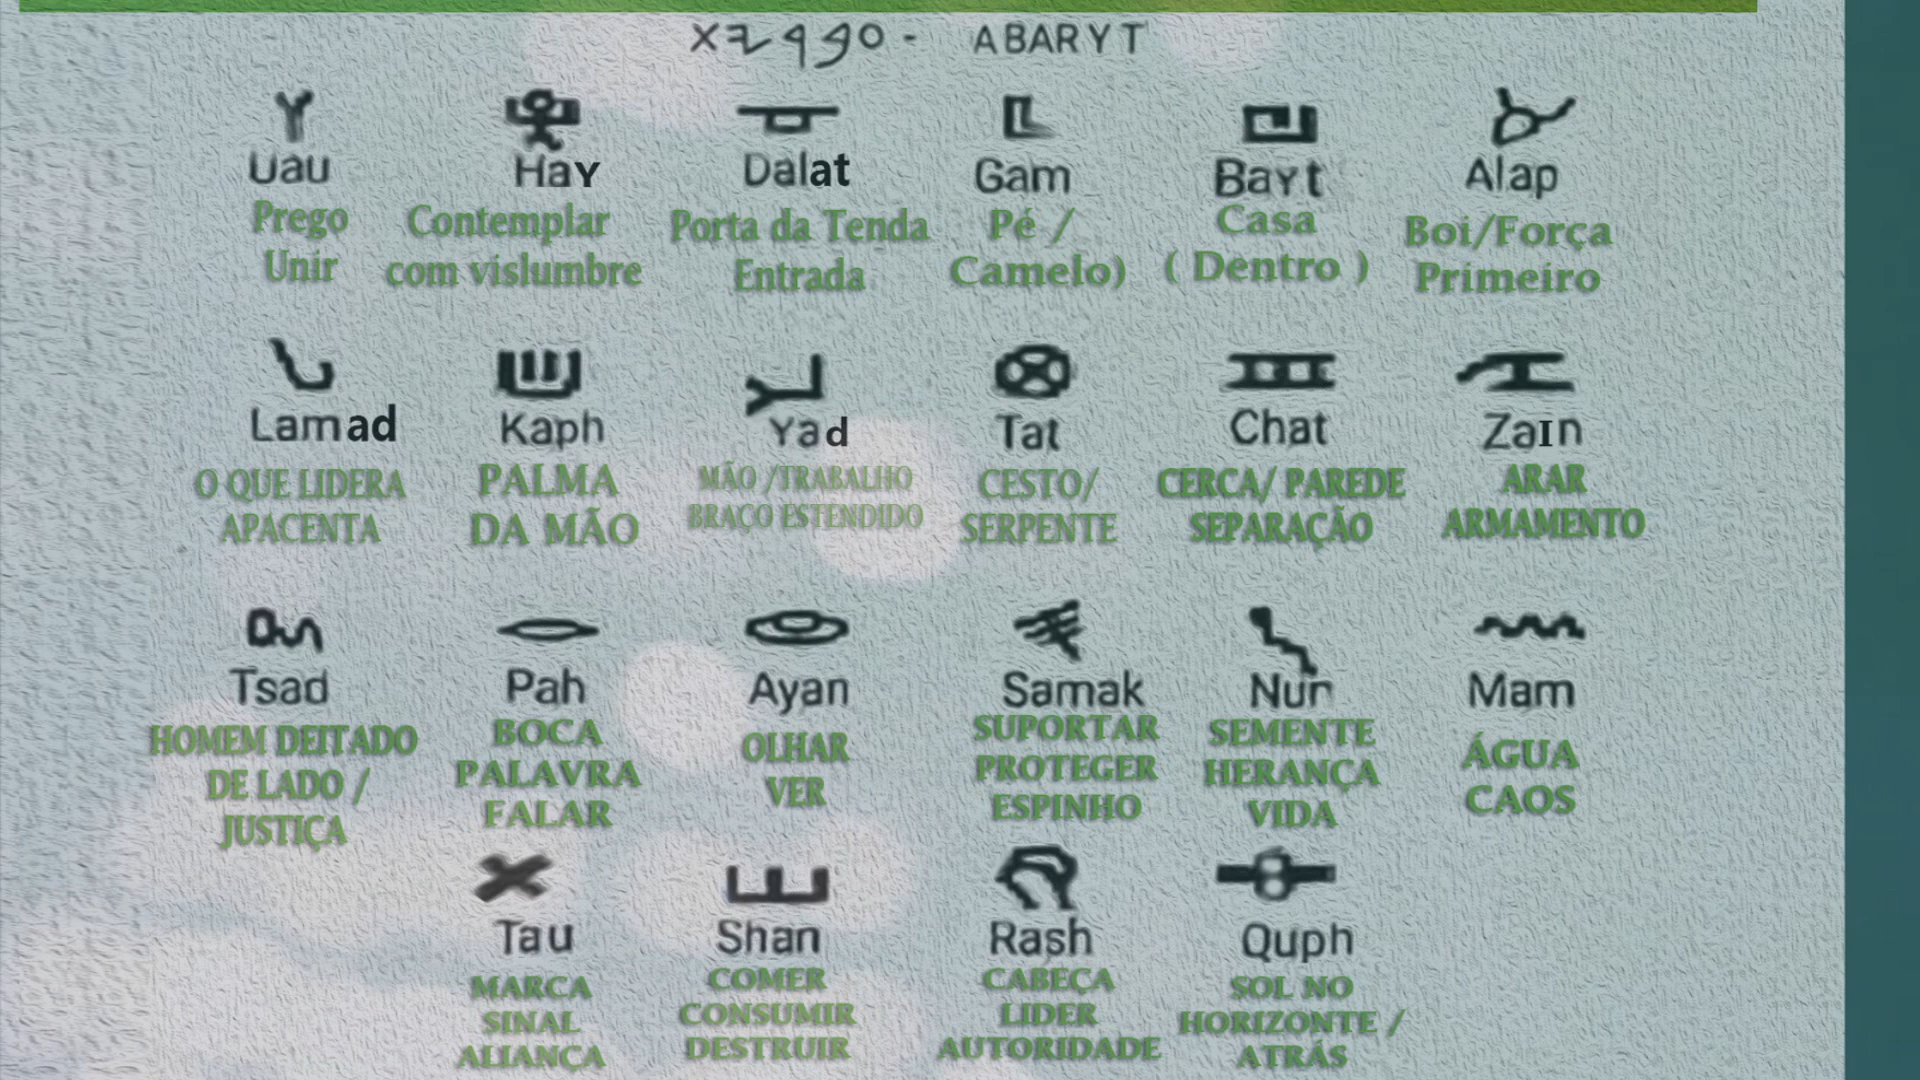 𐤏𐤁𐤓𐤉𐤕 - ABARYT
Uau Hay Dalat Gam Bayt Alap
Prego Contemplar Porta da Tenda Pé / Casa Boi/Força
Unir com vislumbre Entrada Camelo) ( Dentro ) Primeiro
Lamad Kaph Yad Tat Chat Zaın
O QUE LIDERA PALMA MÃO /TRABALHO CESTO/ CERCA/ PAREDE ARAR
APACENTA DA MÃO BRAÇO ESTENDIDO SERPENTE SEPARAÇÃO ARMAMENTO
Tsad Pah Ayan Samak Nun Mam
HOMEM DEITADO BOCA OLHAR SUPORTAR SEMENTE ÁGUA
DE LADO / PALAVRA VER PROTEGER HERANÇA CAOS
JUSTIÇA FALAR ESPINHO VIDA
Tau Shan Rash Quph
MARCA COMER CABEÇA SOL NO
SINAL CONSUMIR LIDER HORIZONTE /
ALIANÇA DESTRUIR AUTORIDADE ATRÁS